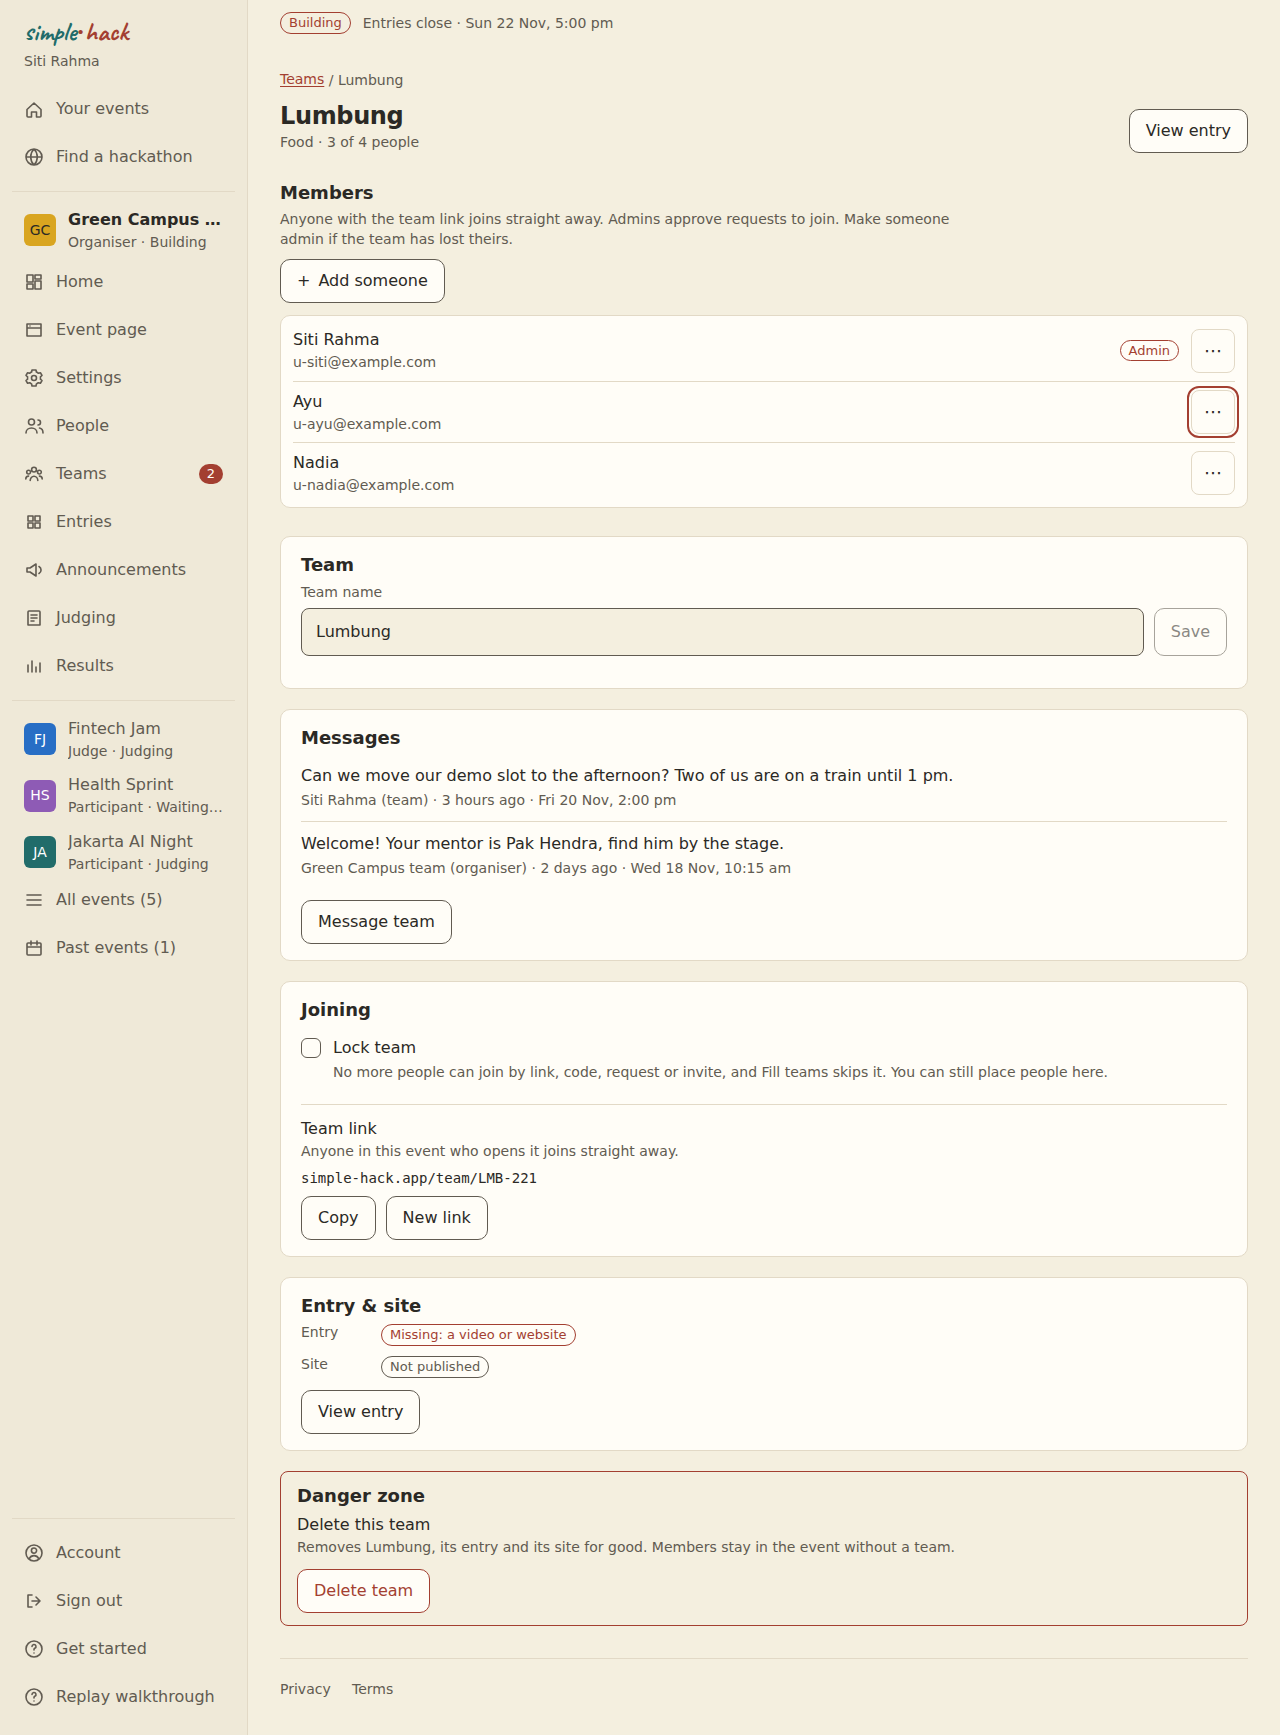 simple·hack
Siti Rahma
Your events
Find a hackathon
GC
Green Campus …
Organiser · Building
Home
Event page
Settings
People
Teams
2
Entries
Announcements
Judging
Results
FJ
Fintech Jam
Judge · Judging
HS
Health Sprint
Participant · Waiting…
JA
Jakarta AI Night
Participant · Judging
All events (5)
Past events (1)
Account
Sign out
Get started
Replay walkthrough
Building
Entries close · Sun 22 Nov, 5:00 pm
Teams / Lumbung
Lumbung
Food · 3 of 4 people
View entry
Members
Anyone with the team link joins straight away. Admins approve requests to join. Make someone
admin if the team has lost theirs.
+ Add someone
Siti Rahma
u-siti@example.com
Admin
Ayu
u-ayu@example.com
Nadia
u-nadia@example.com
Team
Team name
Lumbung
Save
Messages
Can we move our demo slot to the afternoon? Two of us are on a train until 1 pm.
Siti Rahma (team) · 3 hours ago · Fri 20 Nov, 2:00 pm
Welcome! Your mentor is Pak Hendra, find him by the stage.
Green Campus team (organiser) · 2 days ago · Wed 18 Nov, 10:15 am
Message team
Joining
Lock team
No more people can join by link, code, request or invite, and Fill teams skips it. You can still place people here.
Team link
Anyone in this event who opens it joins straight away.
simple-hack.app/team/LMB-221
Copy
New link
Entry & site
Entry
Missing: a video or website
Site
Not published
View entry
Danger zone
Delete this team
Removes Lumbung, its entry and its site for good. Members stay in the event without a team.
Delete team
Privacy
Terms